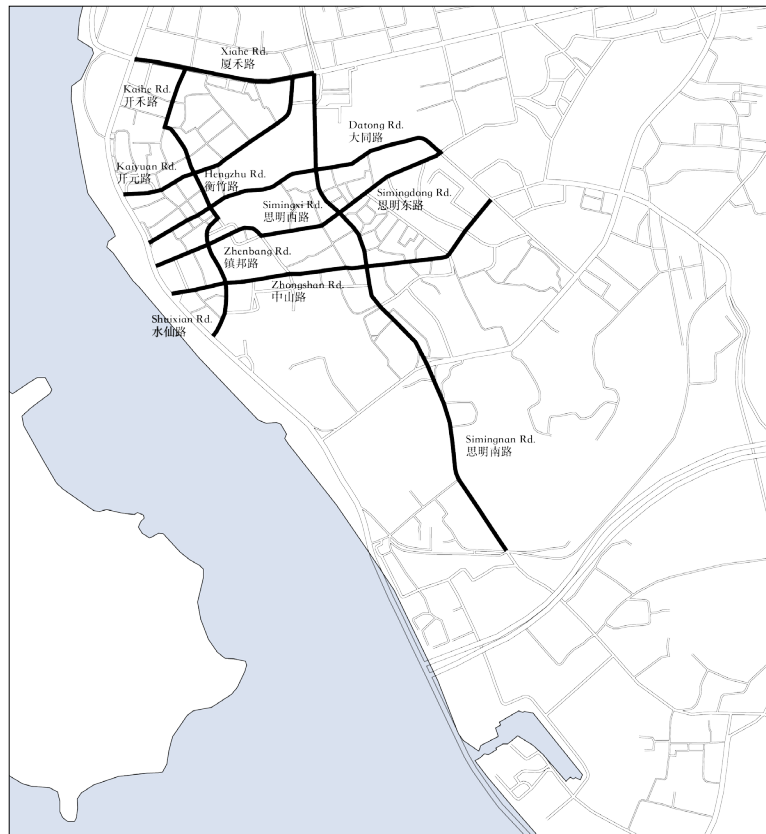 Xiahe Rd.
厦禾路
Kaihe Rd.
开禾路
Datong Rd.
大同路
Kaiyuan Rd.
开元路
Hengzhu Rd.
衡竹路
Simingdong Rd.
思明东路
Simingxi Rd.
思明西路
Zhenbang Rd.
镇邦路
Zhongshan Rd.
中山路
Shuixian Rd.
水仙路
Simingnan Rd.
思明南路